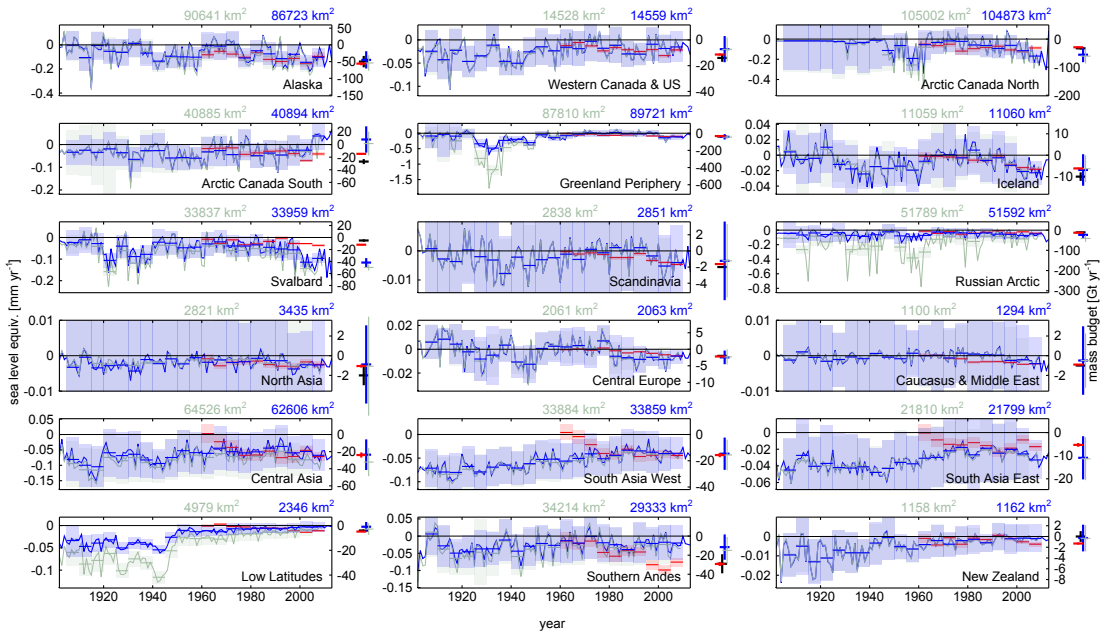 90641 km² 86723 km² 14528 km² 14559 km² 105002 km² 104873 km²
0 -0.2 -0.4 50 0 -50 -100 -150 Alaska
0 -0.05 -0.1 0 -20 -40 Western Canada & US
0 -0.2 -0.4 0 -100 -200 Arctic Canada North
40885 km² 40894 km² 87810 km² 89721 km² 11059 km² 11060 km²
0 -0.1 -0.2 20 0 -20 -40 -60 Arctic Canada South
0 -0.5 -1.0 -1.5 0 -200 -400 -600 Greenland Periphery
0.04 0.02 0 -0.02 -0.04 10 0 -10 Iceland
33837 km² 33959 km² 2838 km² 2851 km² 51789 km² 51592 km²
0 -0.1 -0.2 20 0 -20 -40 -60 -80 Svalbard
0 -0.01 2 0 -2 -4 Scandinavia
0.2 0 -0.2 -0.4 -0.6 -0.8 0 -100 -200 -300 Russian Arctic
2821 km² 3435 km² 2061 km² 2063 km² 1100 km² 1294 km²
0.01 0 -0.01 2 0 -2 North Asia
0.02 0 -0.02 5 0 -5 -10 Central Europe
0.01 0 -0.01 2 0 -2 Caucasus & Middle East
64526 km² 62606 km² 33884 km² 33859 km² 21810 km² 21799 km²
0.05 0 -0.05 -0.1 -0.15 0 -20 -40 -60 Central Asia
0 -0.05 -0.1 0 -20 -40 South Asia West
0 -0.02 -0.04 -0.06 0 -10 -20 South Asia East
4979 km² 2346 km² 34214 km² 29333 km² 1158 km² 1162 km²
0 -0.05 -0.1 0 -20 -40 Low Latitudes
0.05 0 -0.05 -0.1 -0.15 20 0 -20 -40 Southern Andes
0 -0.01 -0.02 2 0 -2 -4 -6 -8 New Zealand
1920 1940 1960 1980 2000 1920 1940 1960 1980 2000 1920 1940 1960 1980 2000
year
sea level equiv. [mm yr⁻¹]
mass budget [Gt yr⁻¹]